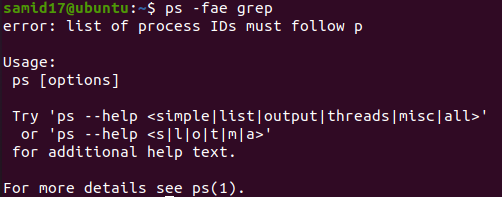 samid17@ubuntu:~$ ps -fae grep
error: list of process IDs must follow p
Usage:
ps [options]
Try 'ps --help <simple|list|output|threads|misc|all>'
or 'ps --help <s|l|o|t|m|a>'
for additional help text.
For more details see ps(1).